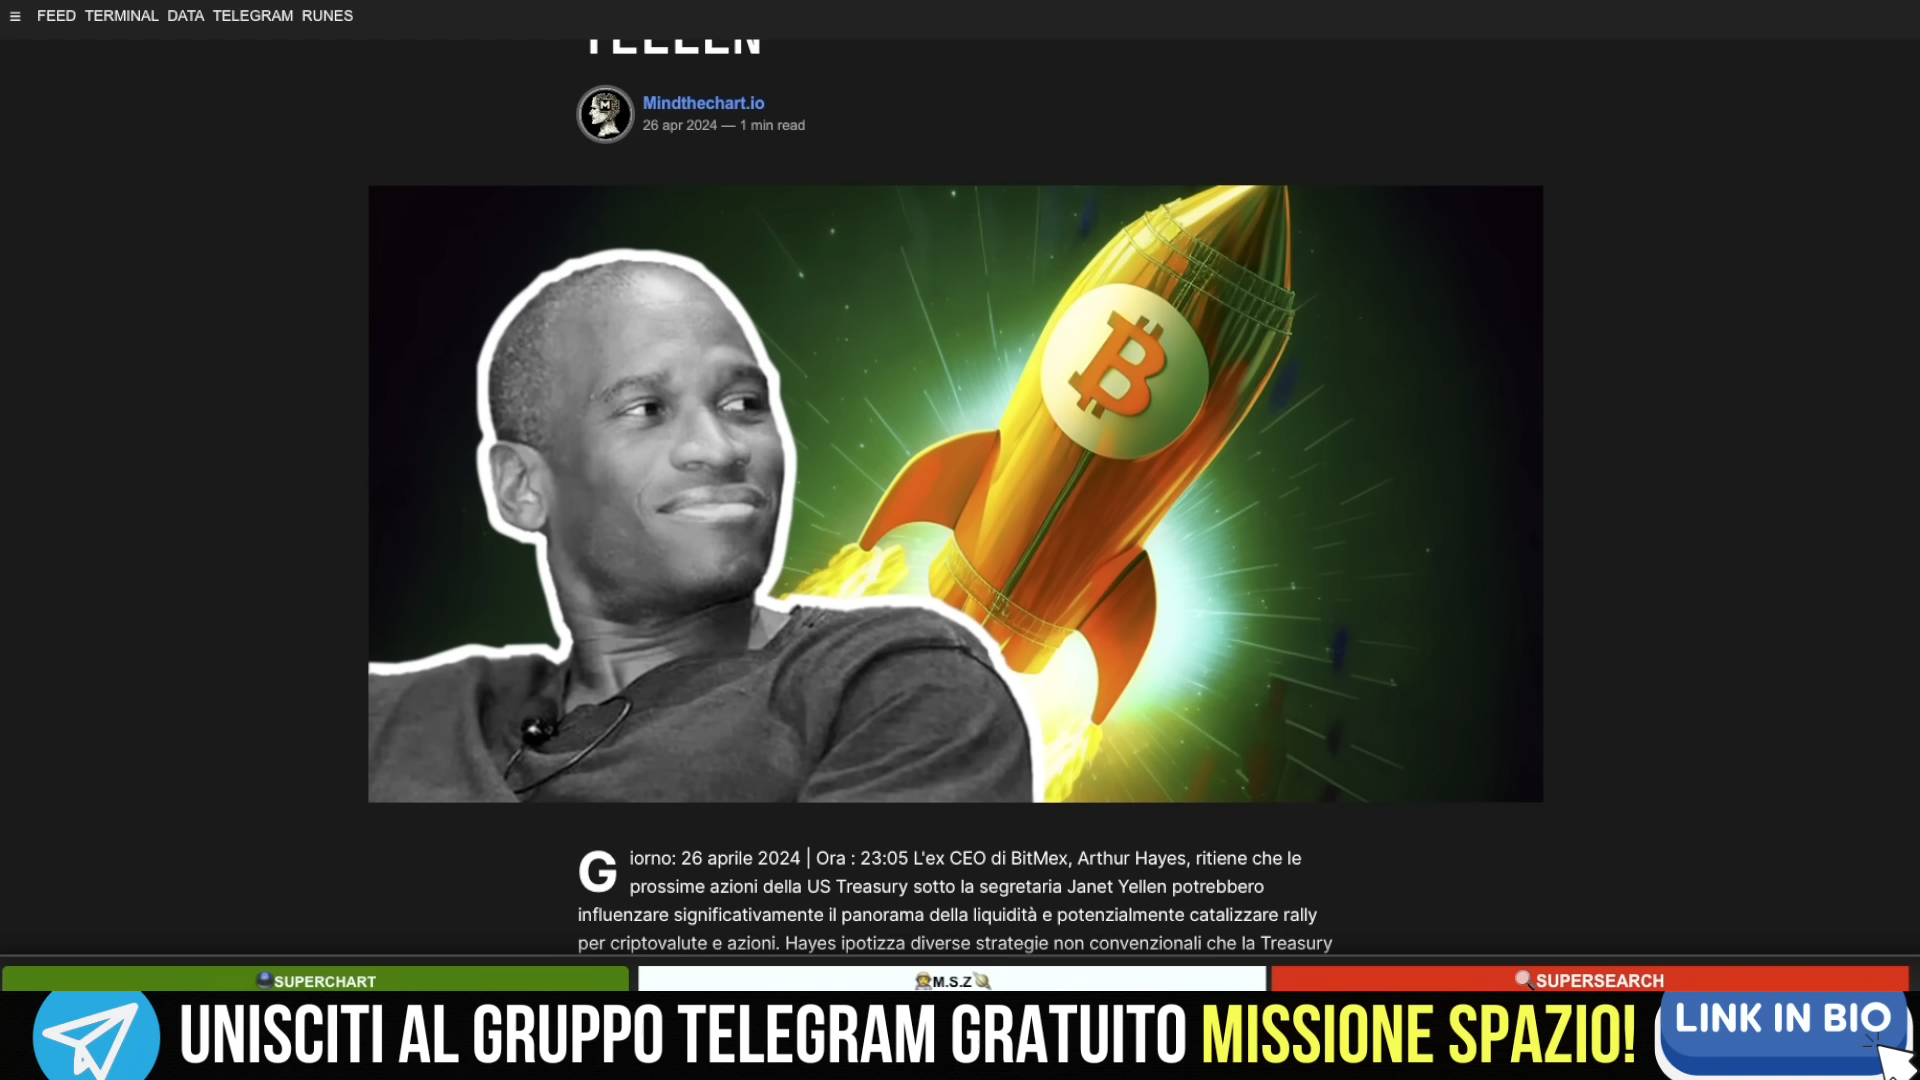 ≡ FEED TERMINAL DATA TELEGRAM RUNES
YELLEN
Mindthechart.io
26 apr 2024 — 1 min read
Giorno: 26 aprile 2024 | Ora : 23:05 L'ex CEO di BitMex, Arthur Hayes, ritiene che le
prossime azioni della US Treasury sotto la segretaria Janet Yellen potrebbero
influenzare significativamente il panorama della liquidità e potenzialmente catalizzare rally
per criptovalute e azioni. Hayes ipotizza diverse strategie non convenzionali che la Treasury
SUPERCHART
M.S.Z
SUPERSEARCH
UNISCITI AL GRUPPO TELEGRAM GRATUITO MISSIONE SPAZIO!
LINK IN BIO